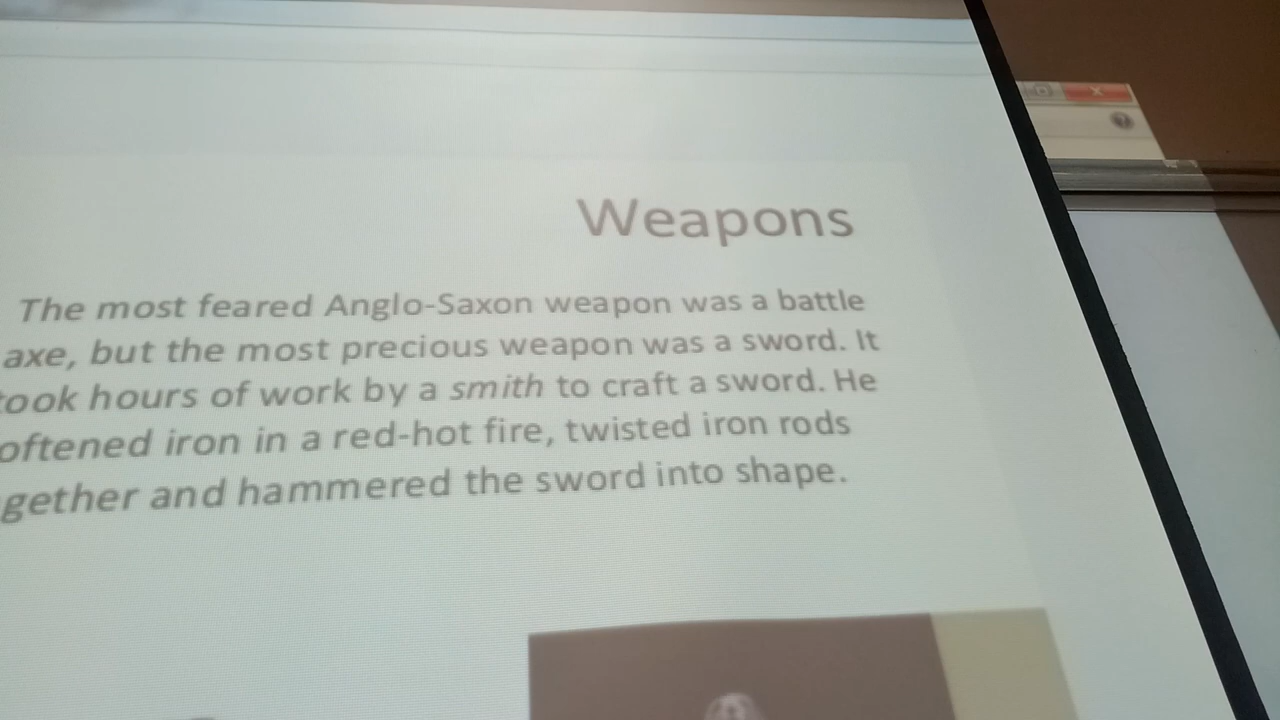 Weapons
The most feared Anglo-Saxon weapon was a battle
axe, but the most precious weapon was a sword. It
took hours of work by a smith to craft a sword. He
oftened iron in a red-hot fire, twisted iron rods
gether and hammered the sword into shape.